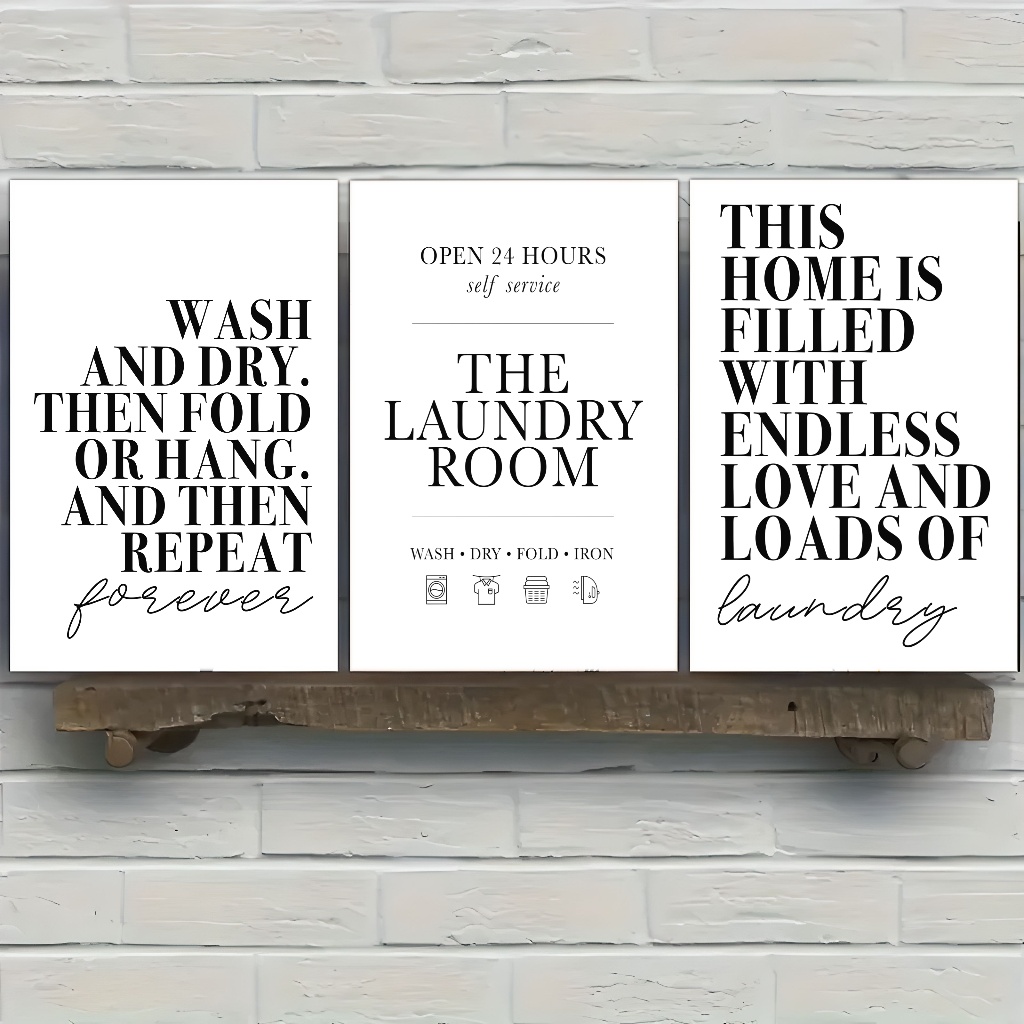 WASH
AND DRY.
THEN FOLD
OR HANG.
AND THEN
REPEAT
forever
OPEN 24 HOURS
self service
THE
LAUNDRY
ROOM
WASH • DRY • FOLD • IRON
THIS
HOME IS
FILLED
WITH
ENDLESS
LOVE AND
LOADS OF
laundry